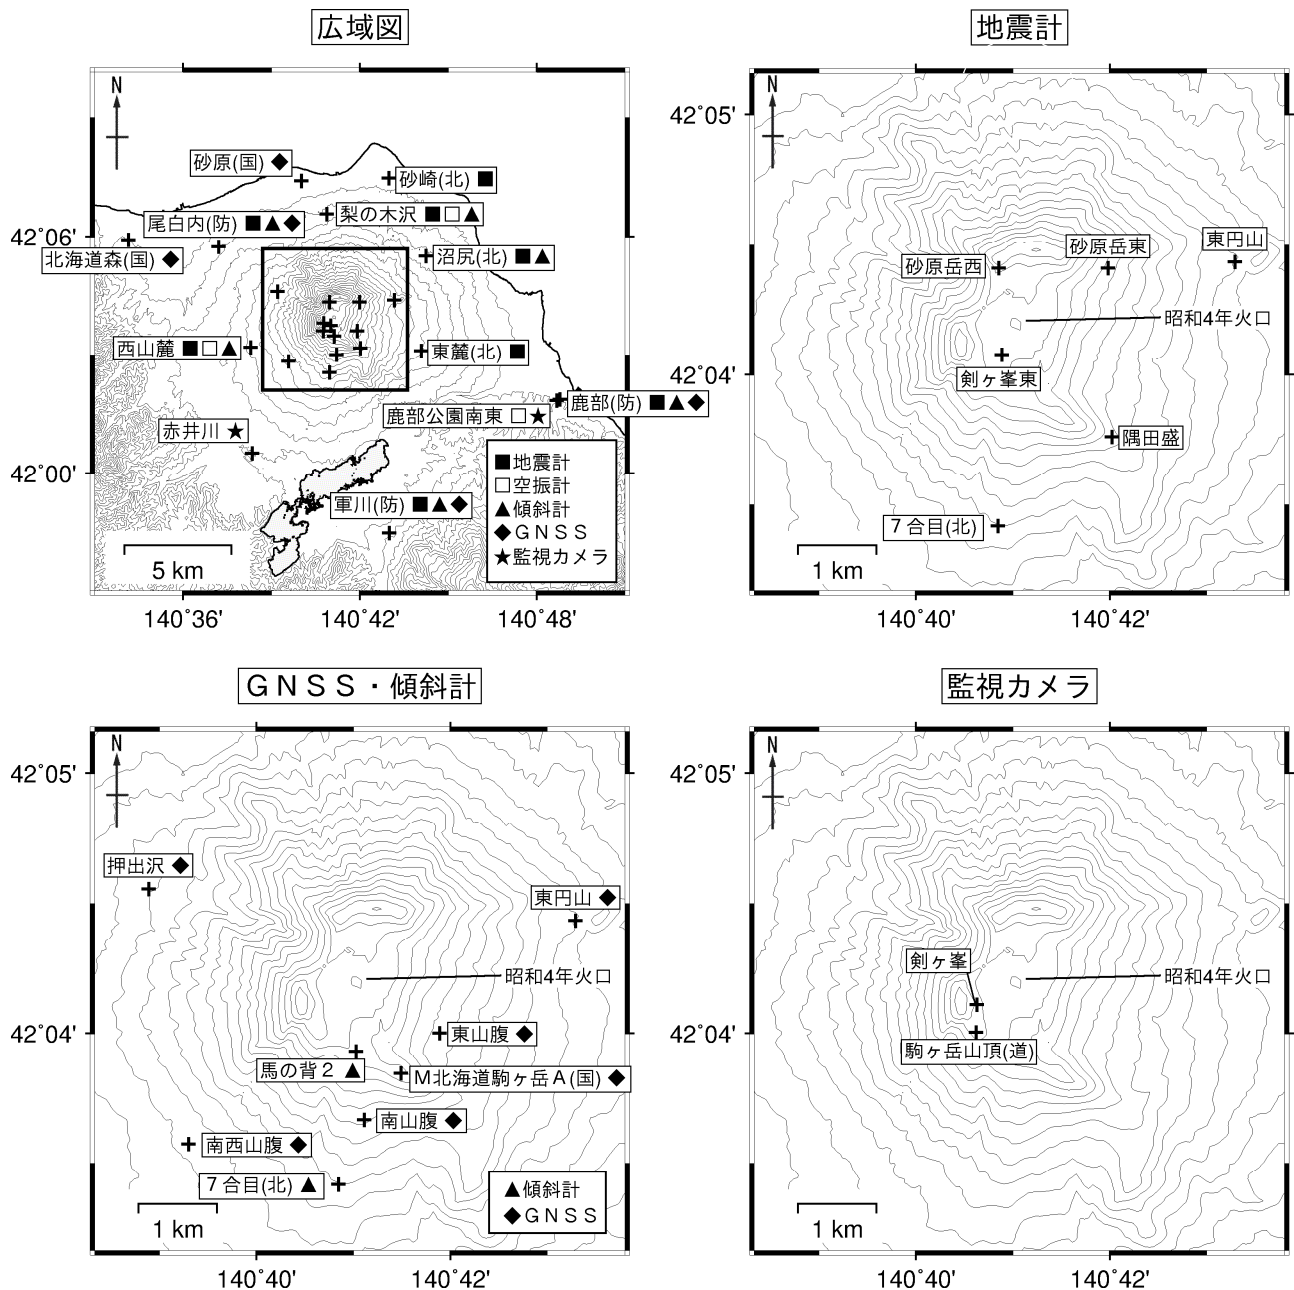 広域図
N
砂原(国) ◆
砂崎(北) ■
梨の木沢 ■□▲
尾白内(防) ■▲◆
42°06'
北海道森(国) ◆
沼尻(北) ■▲
西山麓 ■□▲
東麓(北) ■
鹿部(防) ■▲◆
鹿部公園南東 □★
赤井川 ★
42°00'
軍川(防) ■▲◆
■地震計
□空振計
▲傾斜計
◆GNSS
★監視カメラ
5 km
140°36'
140°42'
140°48'
地震計
N
42°05'
東円山
砂原岳東
砂原岳西
昭和4年火口
42°04'
剣ヶ峯東
隅田盛
7合目(北)
1 km
140°40'
140°42'
GNSS・傾斜計
N
42°05'
押出沢 ◆
東円山 ◆
昭和4年火口
42°04'
東山腹 ◆
馬の背2 ▲
M北海道駒ヶ岳A(国) ◆
南山腹 ◆
南西山腹 ◆
7合目(北) ▲
▲傾斜計
◆GNSS
1 km
140°40'
140°42'
監視カメラ
N
42°05'
剣ヶ峯
昭和4年火口
42°04'
駒ヶ岳山頂(道)
1 km
140°40'
140°42'